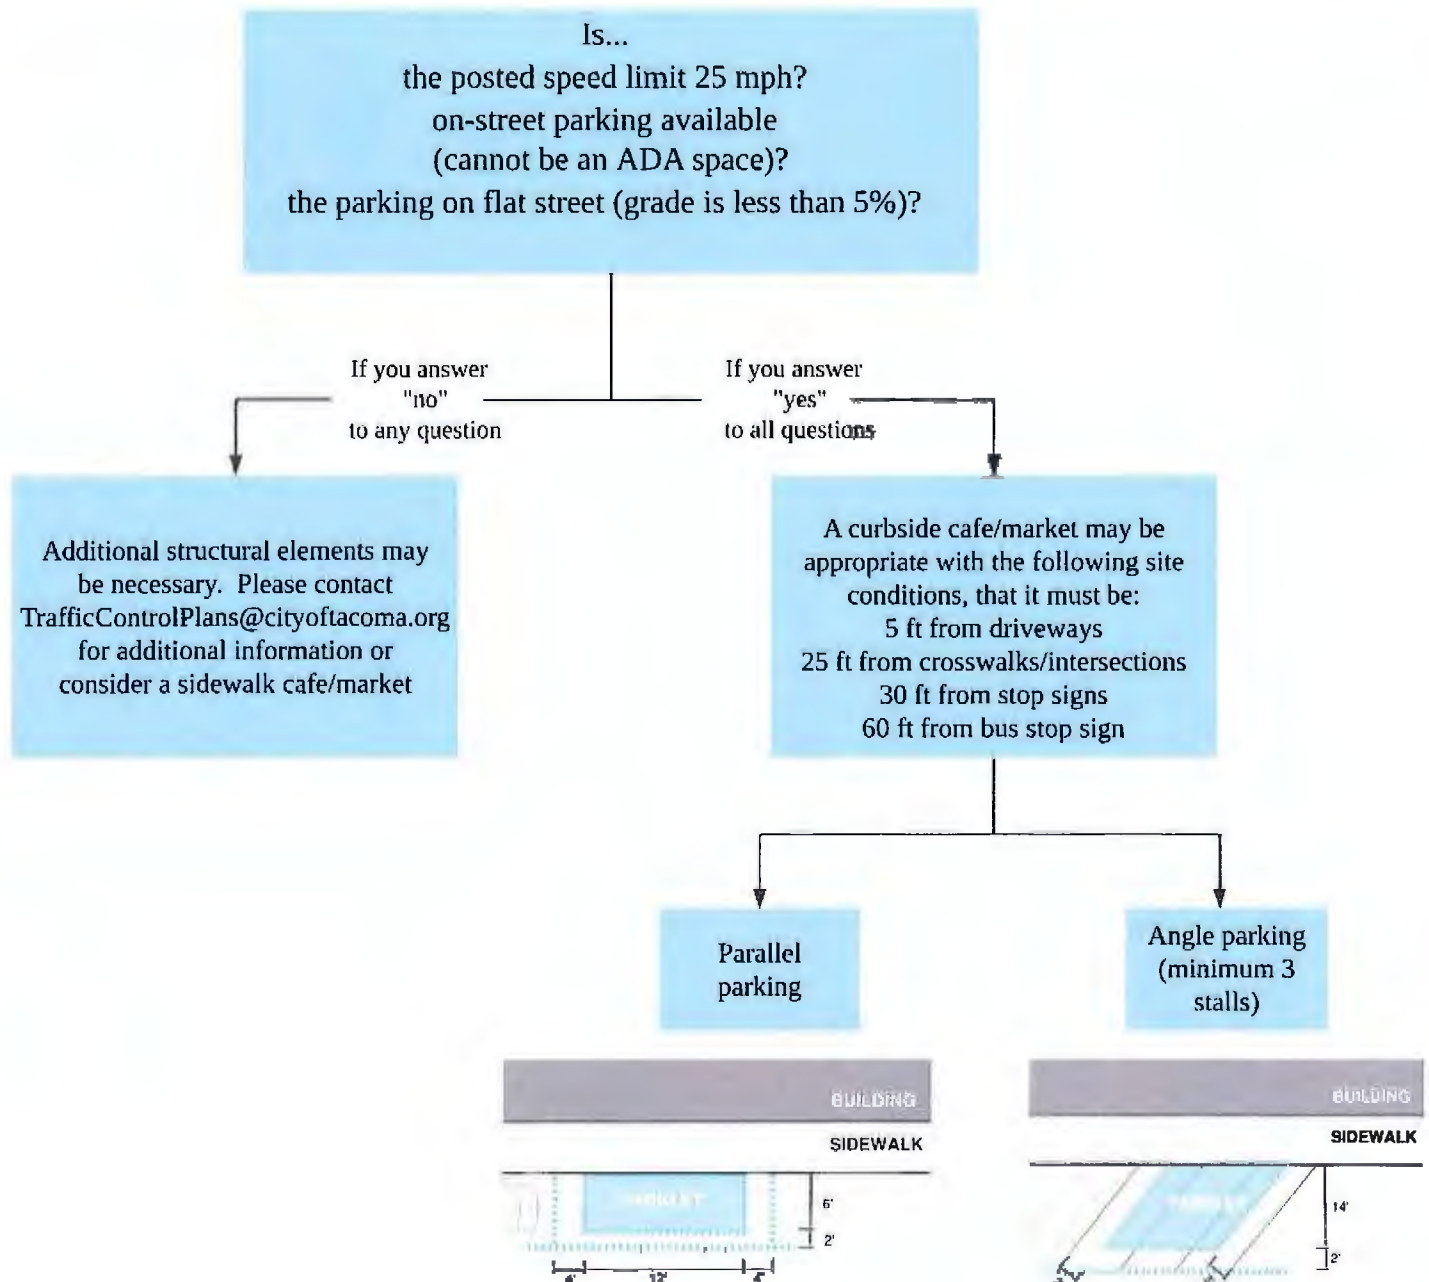 Is...
the posted speed limit 25 mph?
on-street parking available
(cannot be an ADA space)?
the parking on flat street (grade is less than 5%)?
If you answer
"no"
to any question
If you answer
"yes"
to all questions
Additional structural elements may
be necessary.  Please contact
TrafficControlPlans@cityoftacoma.org
for additional information or
consider a sidewalk cafe/market
A curbside cafe/market may be
appropriate with the following site
conditions, that it must be:
5 ft from driveways
25 ft from crosswalks/intersections
30 ft from stop signs
60 ft from bus stop sign
Parallel
parking
Angle parking
(minimum 3
stalls)
BUILDING
SIDEWALK
6'
2'
12'
BUILDING
SIDEWALK
14'
2'